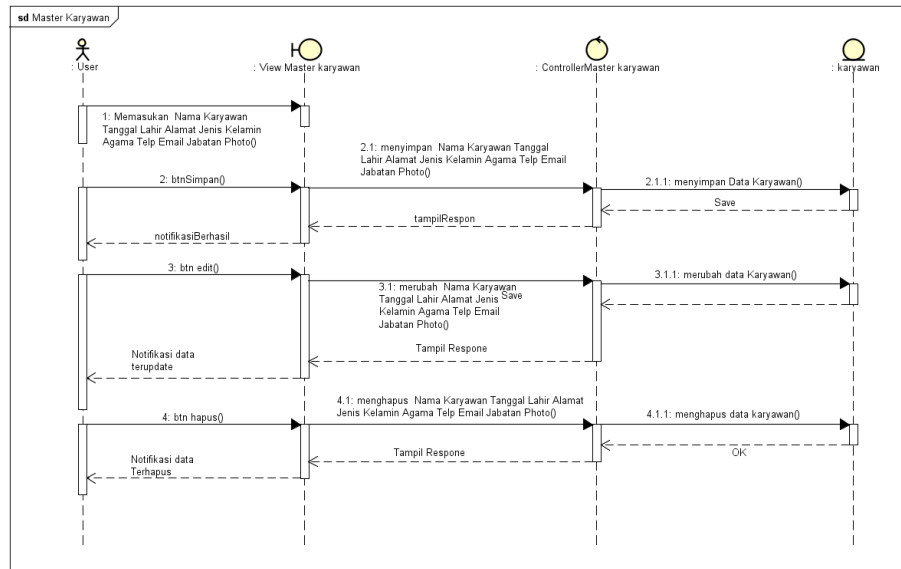 sd Master Karyawan
: User
: View Master karyawan
: ControllerMaster karyawan
: karyawan
1: Memasukan Nama Karyawan
Tanggal Lahir Alamat Jenis Kelamin
Agama Telp Email Jabatan Photo()
2.1: menyimpan Nama Karyawan Tanggal
Lahir Alamat Jenis Kelamin Agama Telp Email
Jabatan Photo()
2: btnSimpan()
2.1.1: menyimpan Data Karyawan()
Save
tampilRespon
notifikasiBerhasil
3: btn edit()
3.1: merubah Nama Karyawan
Tanggal Lahir Alamat Jenis
Kelamin Agama Telp Email
Jabatan Photo()
Save
3.1.1: merubah data Karyawan()
Tampil Respone
Notifikasi data
terupdate
4: btn hapus()
4.1: menghapus Nama Karyawan Tanggal Lahir Alamat
Jenis Kelamin Agama Telp Email Jabatan Photo()
4.1.1: menghapus data karyawan()
OK
Tampil Respone
Notifikasi data
Terhapus